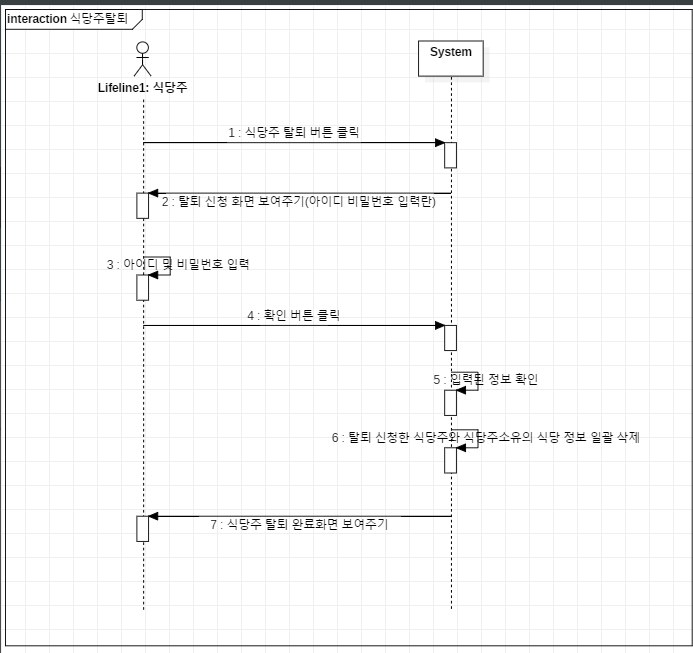 interaction 식당주탈퇴
System
Lifeline1: 식당주
1 : 식당주 탈퇴 버튼 클릭
2 : 탈퇴 신청 화면 보여주기(아이디 비밀번호 입력란)
3 : 아이디 및 비밀번호 입력
4 : 확인 버튼 클릭
5 : 입력된 정보 확인
6 : 탈퇴 신청한 식당주와 식당주소유의 식당 정보 일괄 삭제
7 : 식당주 탈퇴 완료화면 보여주기